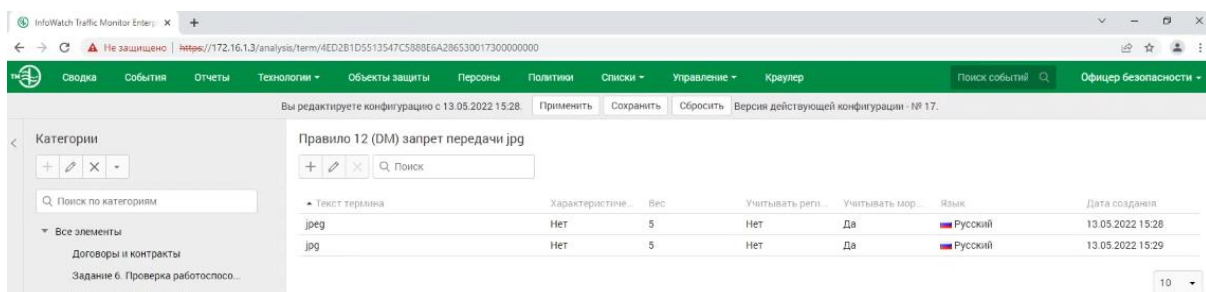 InfoWatch Traffic Monitor Enterp
Не защищено | https://172.16.1.3/analysis/term/4ED2B1D5513547C5888E6A286530017300000000
Сводка События Отчеты Технологии Объекты защиты Персоны Политики Списки Управление Краулер Поиск событий Офицер безопасности
Вы редактируете конфигурацию с 13.05.2022 15:28. Применить Сохранить Сбросить Версия действующей конфигурации - № 17.
Категории
Правило 12 (DM) запрет передачи jpg
Поиск
Поиск по категориям
Текст термина Характеристиче... Вес Учитывать реги... Учитывать мор... Язык Дата создания
Все элементы
jpeg Нет 5 Нет Да Русский 13.05.2022 15:28
Договоры и контракты
jpg Нет 5 Нет Да Русский 13.05.2022 15:29
Задание 6. Проверка работоспосо...
10